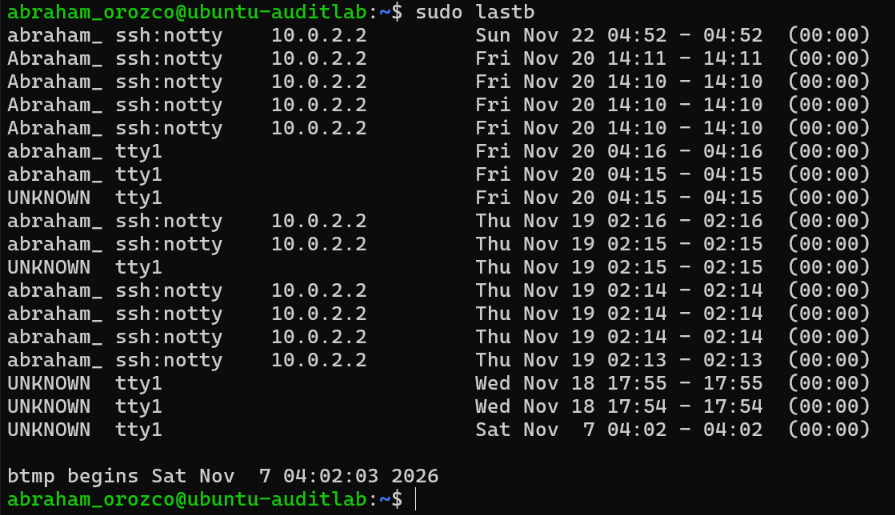 abraham_orozco@ubuntu-auditlab:~$ sudo lastb
abraham_ ssh:notty    10.0.2.2         Sun Nov 22 04:52 - 04:52  (00:00)
Abraham_ ssh:notty    10.0.2.2         Fri Nov 20 14:11 - 14:11  (00:00)
Abraham_ ssh:notty    10.0.2.2         Fri Nov 20 14:10 - 14:10  (00:00)
Abraham_ ssh:notty    10.0.2.2         Fri Nov 20 14:10 - 14:10  (00:00)
Abraham_ ssh:notty    10.0.2.2         Fri Nov 20 14:10 - 14:10  (00:00)
abraham_ tty1                          Fri Nov 20 04:16 - 04:16  (00:00)
abraham_ tty1                          Fri Nov 20 04:15 - 04:15  (00:00)
UNKNOWN  tty1                          Fri Nov 20 04:15 - 04:15  (00:00)
abraham_ ssh:notty    10.0.2.2         Thu Nov 19 02:16 - 02:16  (00:00)
abraham_ ssh:notty    10.0.2.2         Thu Nov 19 02:15 - 02:15  (00:00)
UNKNOWN  tty1                          Thu Nov 19 02:15 - 02:15  (00:00)
abraham_ ssh:notty    10.0.2.2         Thu Nov 19 02:14 - 02:14  (00:00)
abraham_ ssh:notty    10.0.2.2         Thu Nov 19 02:14 - 02:14  (00:00)
abraham_ ssh:notty    10.0.2.2         Thu Nov 19 02:14 - 02:14  (00:00)
abraham_ ssh:notty    10.0.2.2         Thu Nov 19 02:13 - 02:13  (00:00)
UNKNOWN  tty1                          Wed Nov 18 17:55 - 17:55  (00:00)
UNKNOWN  tty1                          Wed Nov 18 17:54 - 17:54  (00:00)
UNKNOWN  tty1                          Sat Nov  7 04:02 - 04:02  (00:00)

btmp begins Sat Nov  7 04:02:03 2026
abraham_orozco@ubuntu-auditlab:~$